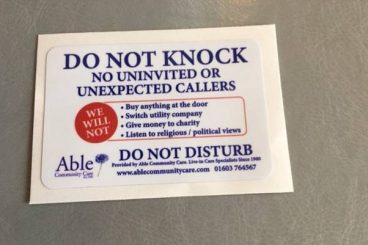 DO NOT KNOCK
NO UNINVITED OR
UNEXPECTED CALLERS
WE
WILL
NOT
• Buy anything at the door
• Switch utility company
• Give money to charity
• Listen to religious / political views
Able
Community Care
DO NOT DISTURB
Provided by Able Community Care. Live-in Care Specialists Since 1980
www.ablecommunitycare.com 01603 764567